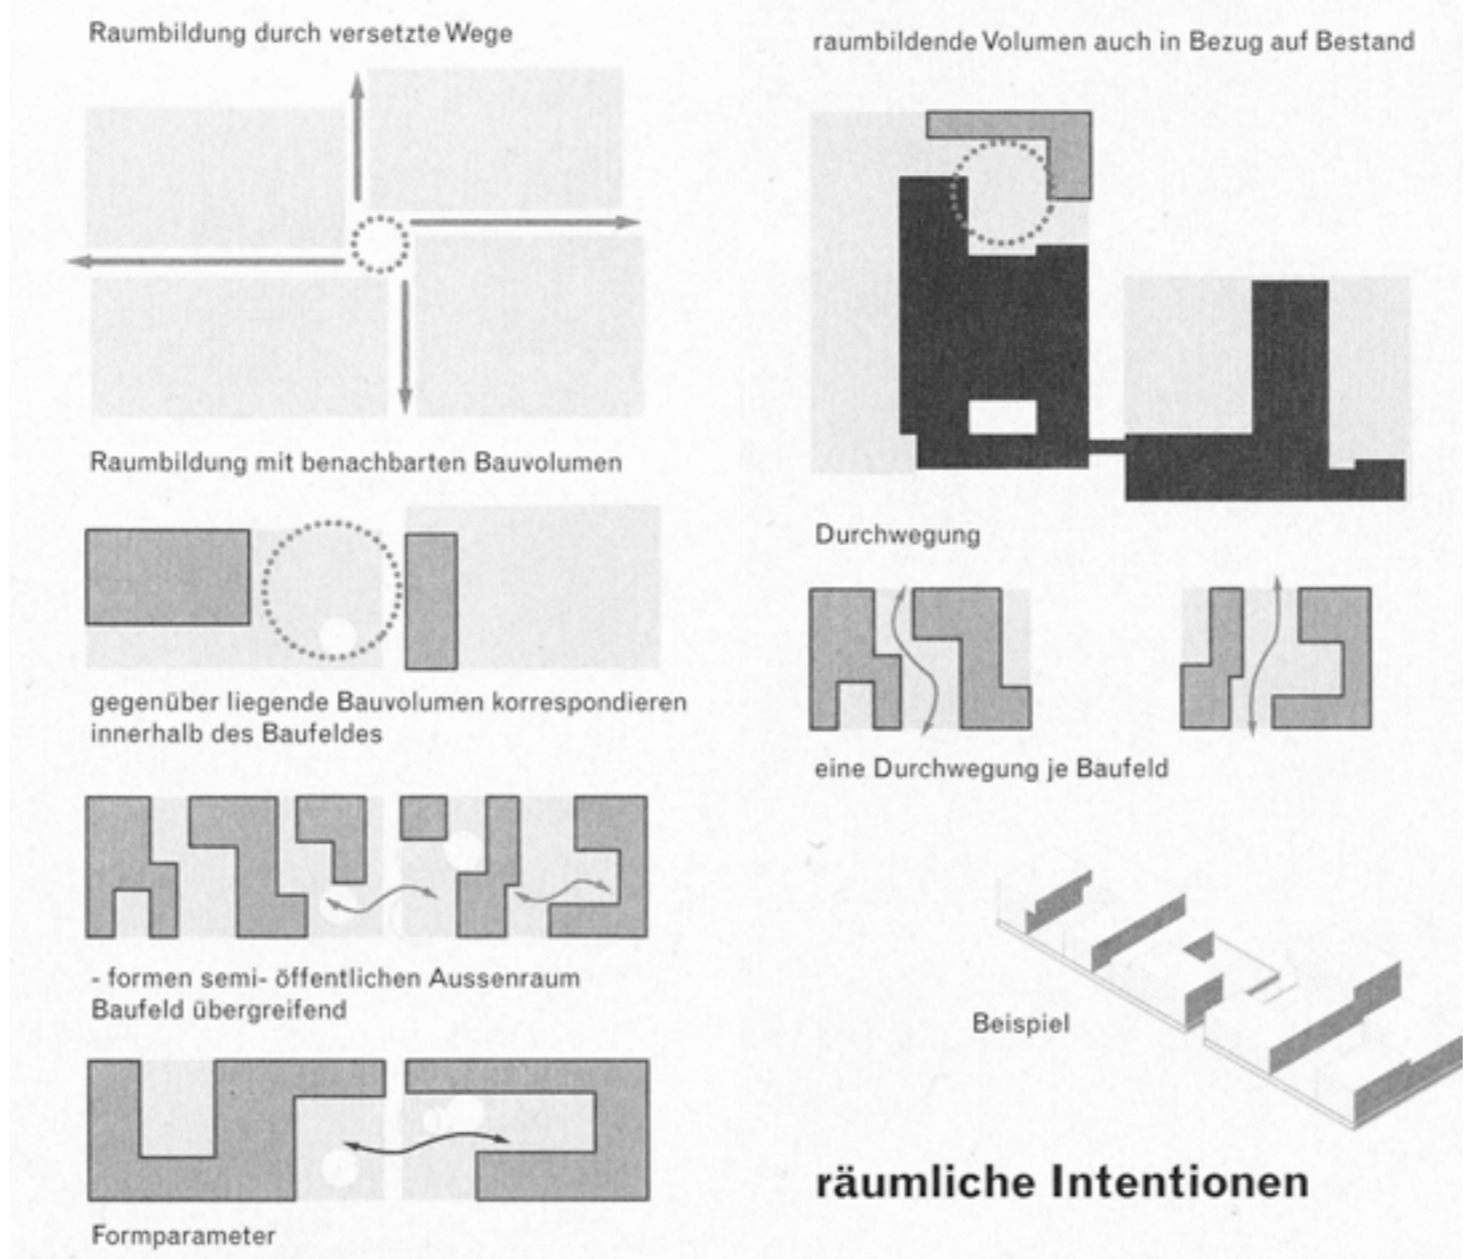 Raumbildung durch versetzte Wege
Raumbildung mit benachbarten Bauvolumen
gegenüber liegende Bauvolumen korrespondieren
innerhalb des Baufeldes
- formen semi- öffentlichen Aussenraum
Baufeld übergreifend
Formparameter
raumbildende Volumen auch in Bezug auf Bestand
Durchwegung
eine Durchwegung je Baufeld
Beispiel
räumliche Intentionen